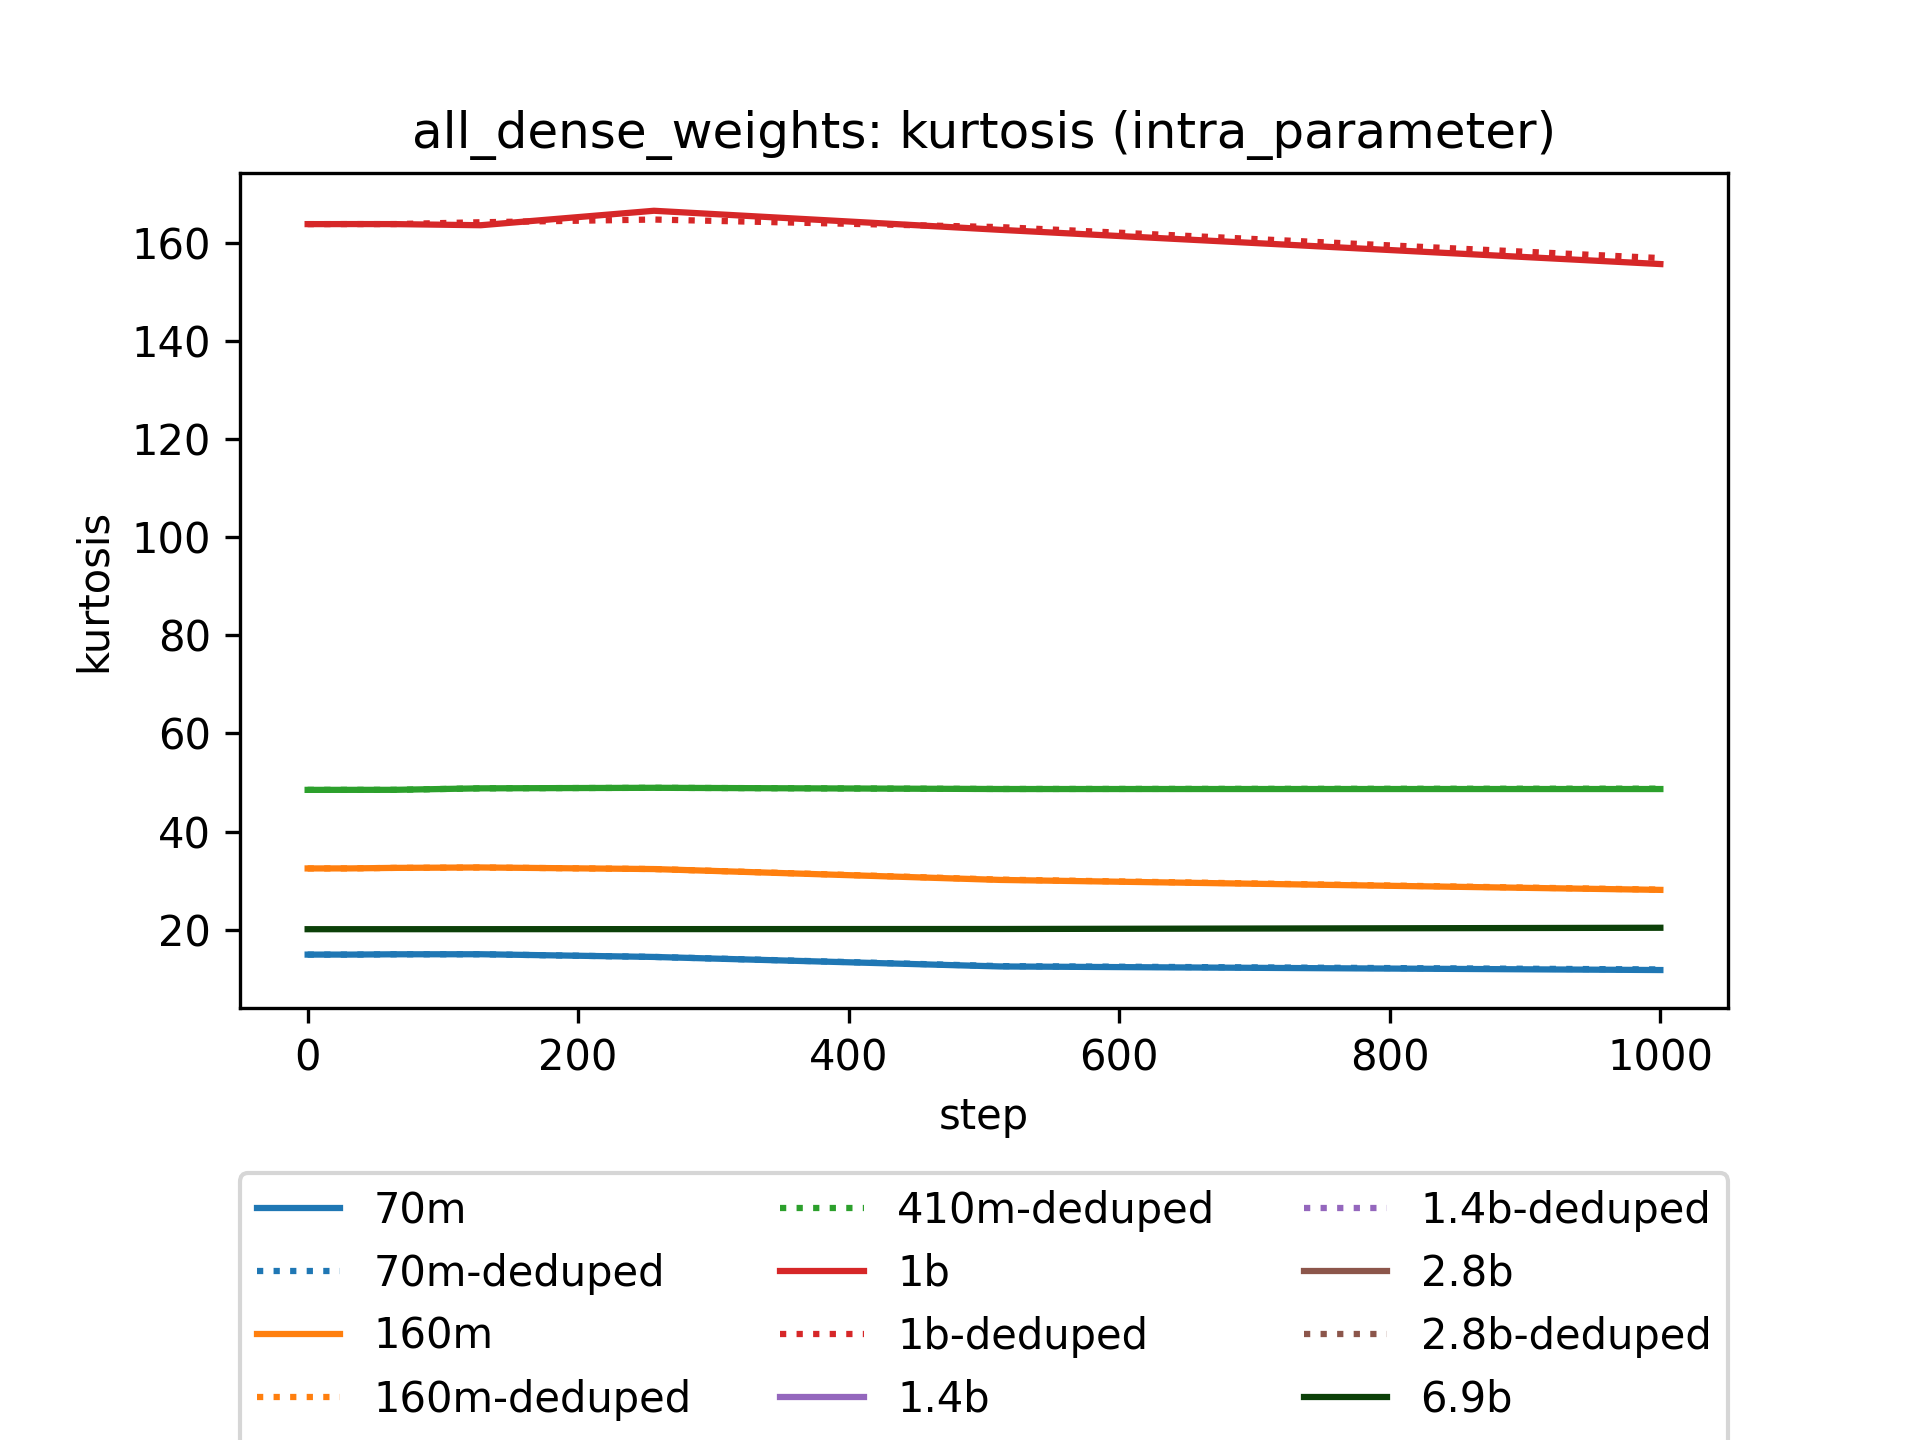 all_dense_weights: kurtosis (intra_parameter)
160
140
120
100
80
60
40
20
kurtosis
0 200 400 600 800 1000
step
70m
70m-deduped
160m
160m-deduped
410m-deduped
1b
1b-deduped
1.4b
1.4b-deduped
2.8b
2.8b-deduped
6.9b